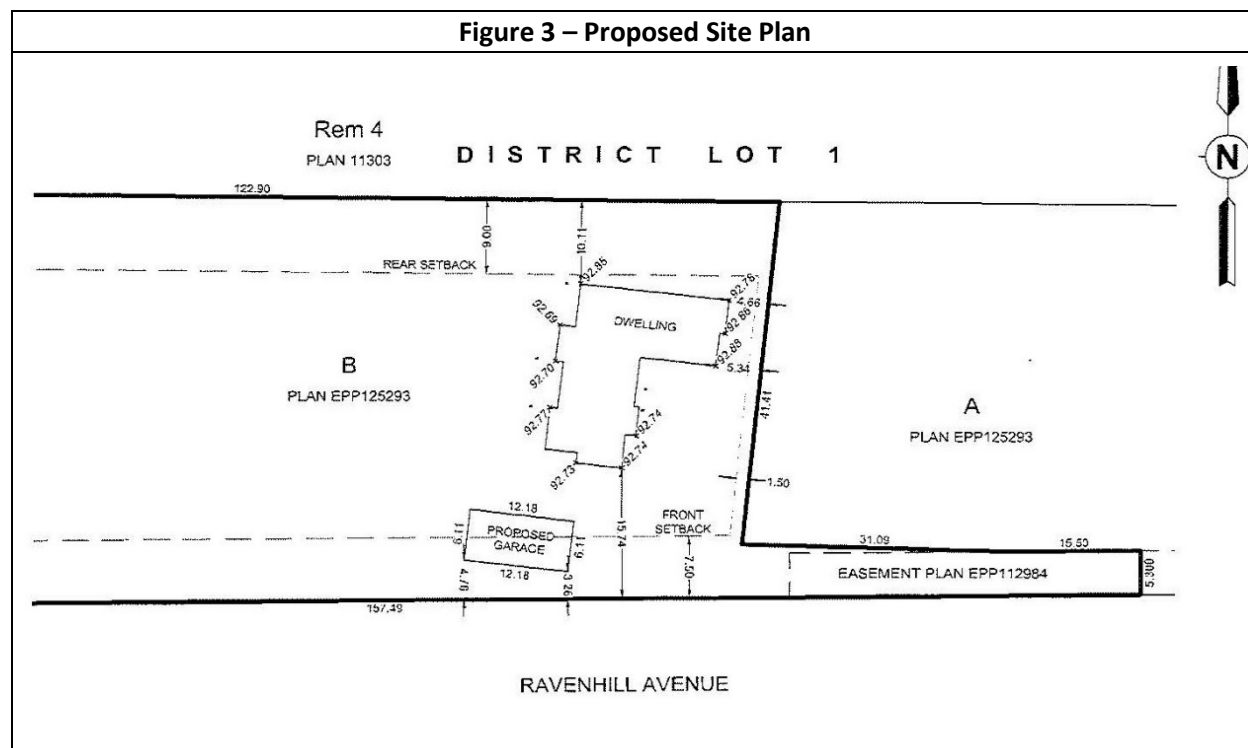 Figure 3 – Proposed Site Plan
Rem 4
PLAN 11303
DISTRICT LOT 1
N
122.90
9.00
10.11
REAR SETBACK
92.85
92.78
4.66
92.69
DWELLING
92.86
92.88
92.70
5.34
B
PLAN EPP125293
41.41
A
PLAN EPP125293
92.77
92.74
92.74
92.73
1.50
12.18
FRONT
SETBACK
6.11
PROPOSED
GARAGE
6.11
15.74
7.50
31.09
15.50
12.18
EASEMENT PLAN EPP112984
5.300
4.76
3.26
157.49
RAVENHILL AVENUE